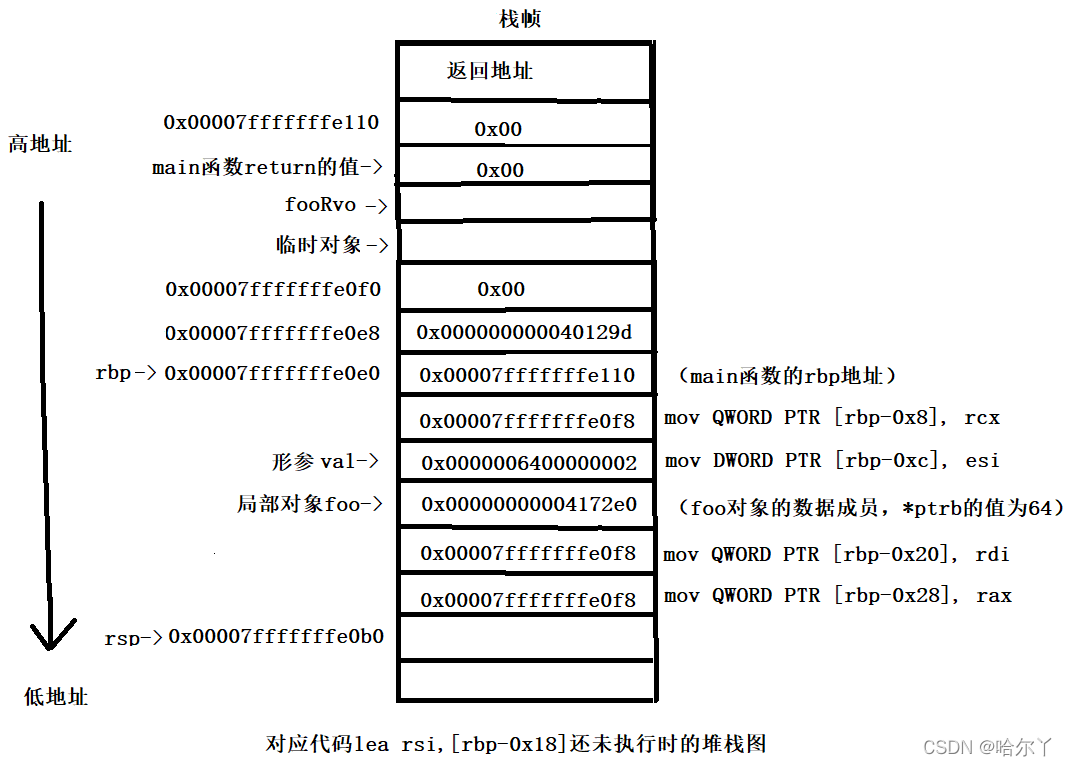 栈帧
返回地址
0x00007fffffffe110 0x00
高地址
main函数return的值-> 0x00
fooRvo ->
临时对象->
0x00007fffffffe0f0 0x00
0x00007fffffffe0e8 0x000000000040129d
rbp-> 0x00007fffffffe0e0 0x00007fffffffe110 （main函数的rbp地址）
0x00007fffffffe0f8 mov QWORD PTR [rbp-0x8], rcx
形参val-> 0x0000006400000002 mov DWORD PTR [rbp-0xc], esi
局部对象foo-> 0x00000000004172e0 （foo对象的数据成员，*ptrb的值为64）
0x00007fffffffe0f8 mov QWORD PTR [rbp-0x20], rdi
0x00007fffffffe0f8 mov QWORD PTR [rbp-0x28], rax
rsp->0x00007fffffffe0b0
低地址
对应代码lea rsi,[rbp-0x18]还未执行时的堆栈图
CSDN @哈尔丫